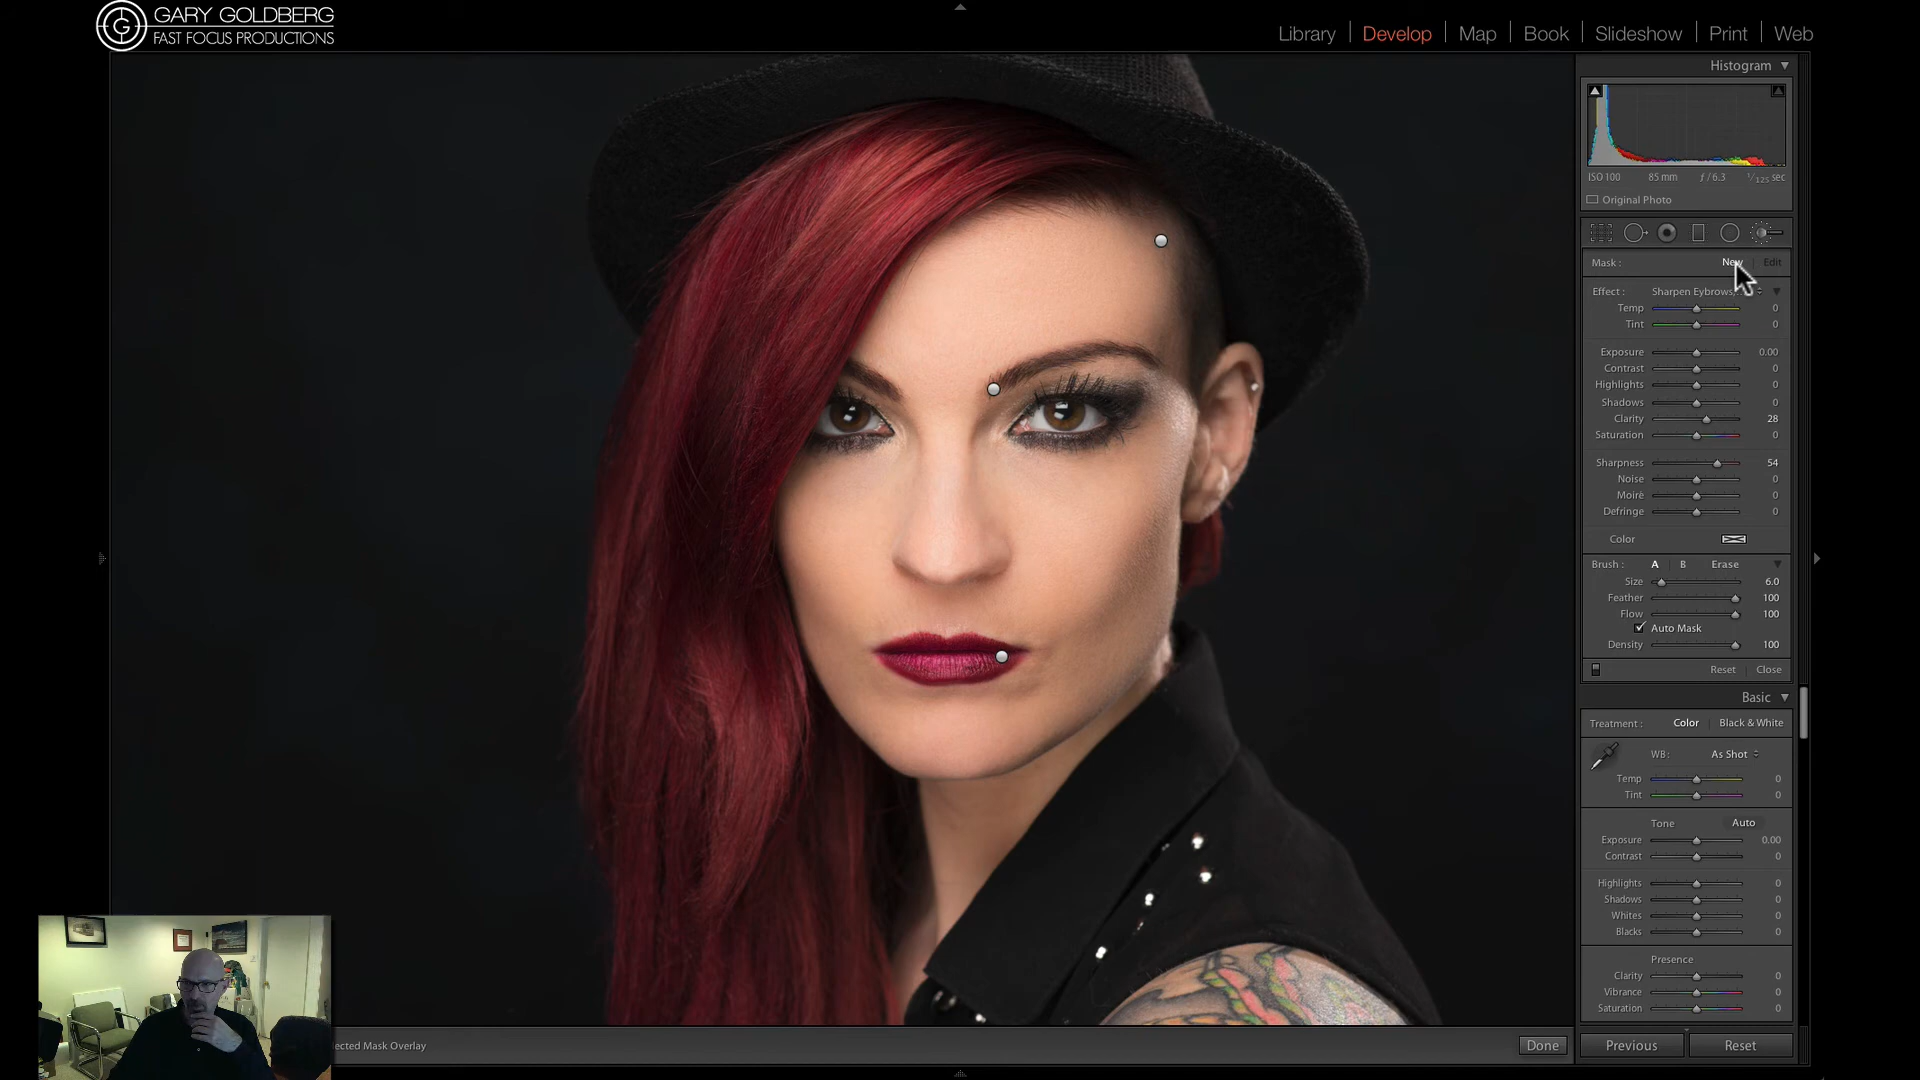 GARY GOLDBERG
FAST FOCUS PRODUCTIONS
Library | Develop | Map | Book | Slideshow | Print | Web
Histogram
ISO 100 85 mm ƒ / 6.3 1/125 sec
Original Photo
Mask : New | Edit
Effect : Sharpen Eybrows,
Temp 0
Tint 0
Exposure 0.00
Contrast 0
Highlights 0
Shadows 0
Clarity 28
Saturation 0
Sharpness 54
Noise 0
Moiré 0
Defringe 0
Color
Brush : A B Erase
Size 6.0
Feather 100
Flow 100
Auto Mask
Density 100
Reset Close
Basic
Treatment : Color | Black & White
WB : As Shot
Temp 0
Tint 0
Tone Auto
Exposure 0.00
Contrast 0
Highlights 0
Shadows 0
Whites 0
Blacks 0
Presence
Clarity 0
Vibrance 0
Saturation 0
ected Mask Overlay Done
Previous Reset